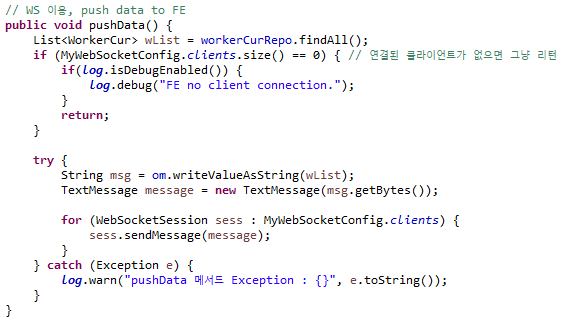 // WS 이용, push data to FE
public void pushData() {
    List<WorkerCur> wList = workerCurRepo.findAll();
    if (MyWebSocketConfig.clients.size() == 0) { // 연결된 클라이언트가 없으면 그냥 리턴
        if(log.isDebugEnabled()) {
            log.debug("FE no client connection.");
        }
        return;
    }

    try {
        String msg = om.writeValueAsString(wList);
        TextMessage message = new TextMessage(msg.getBytes());

        for (WebSocketSession sess : MyWebSocketConfig.clients) {
            sess.sendMessage(message);
        }
    } catch (Exception e) {
        log.warn("pushData 메서드 Exception : {}", e.toString());
    }
}